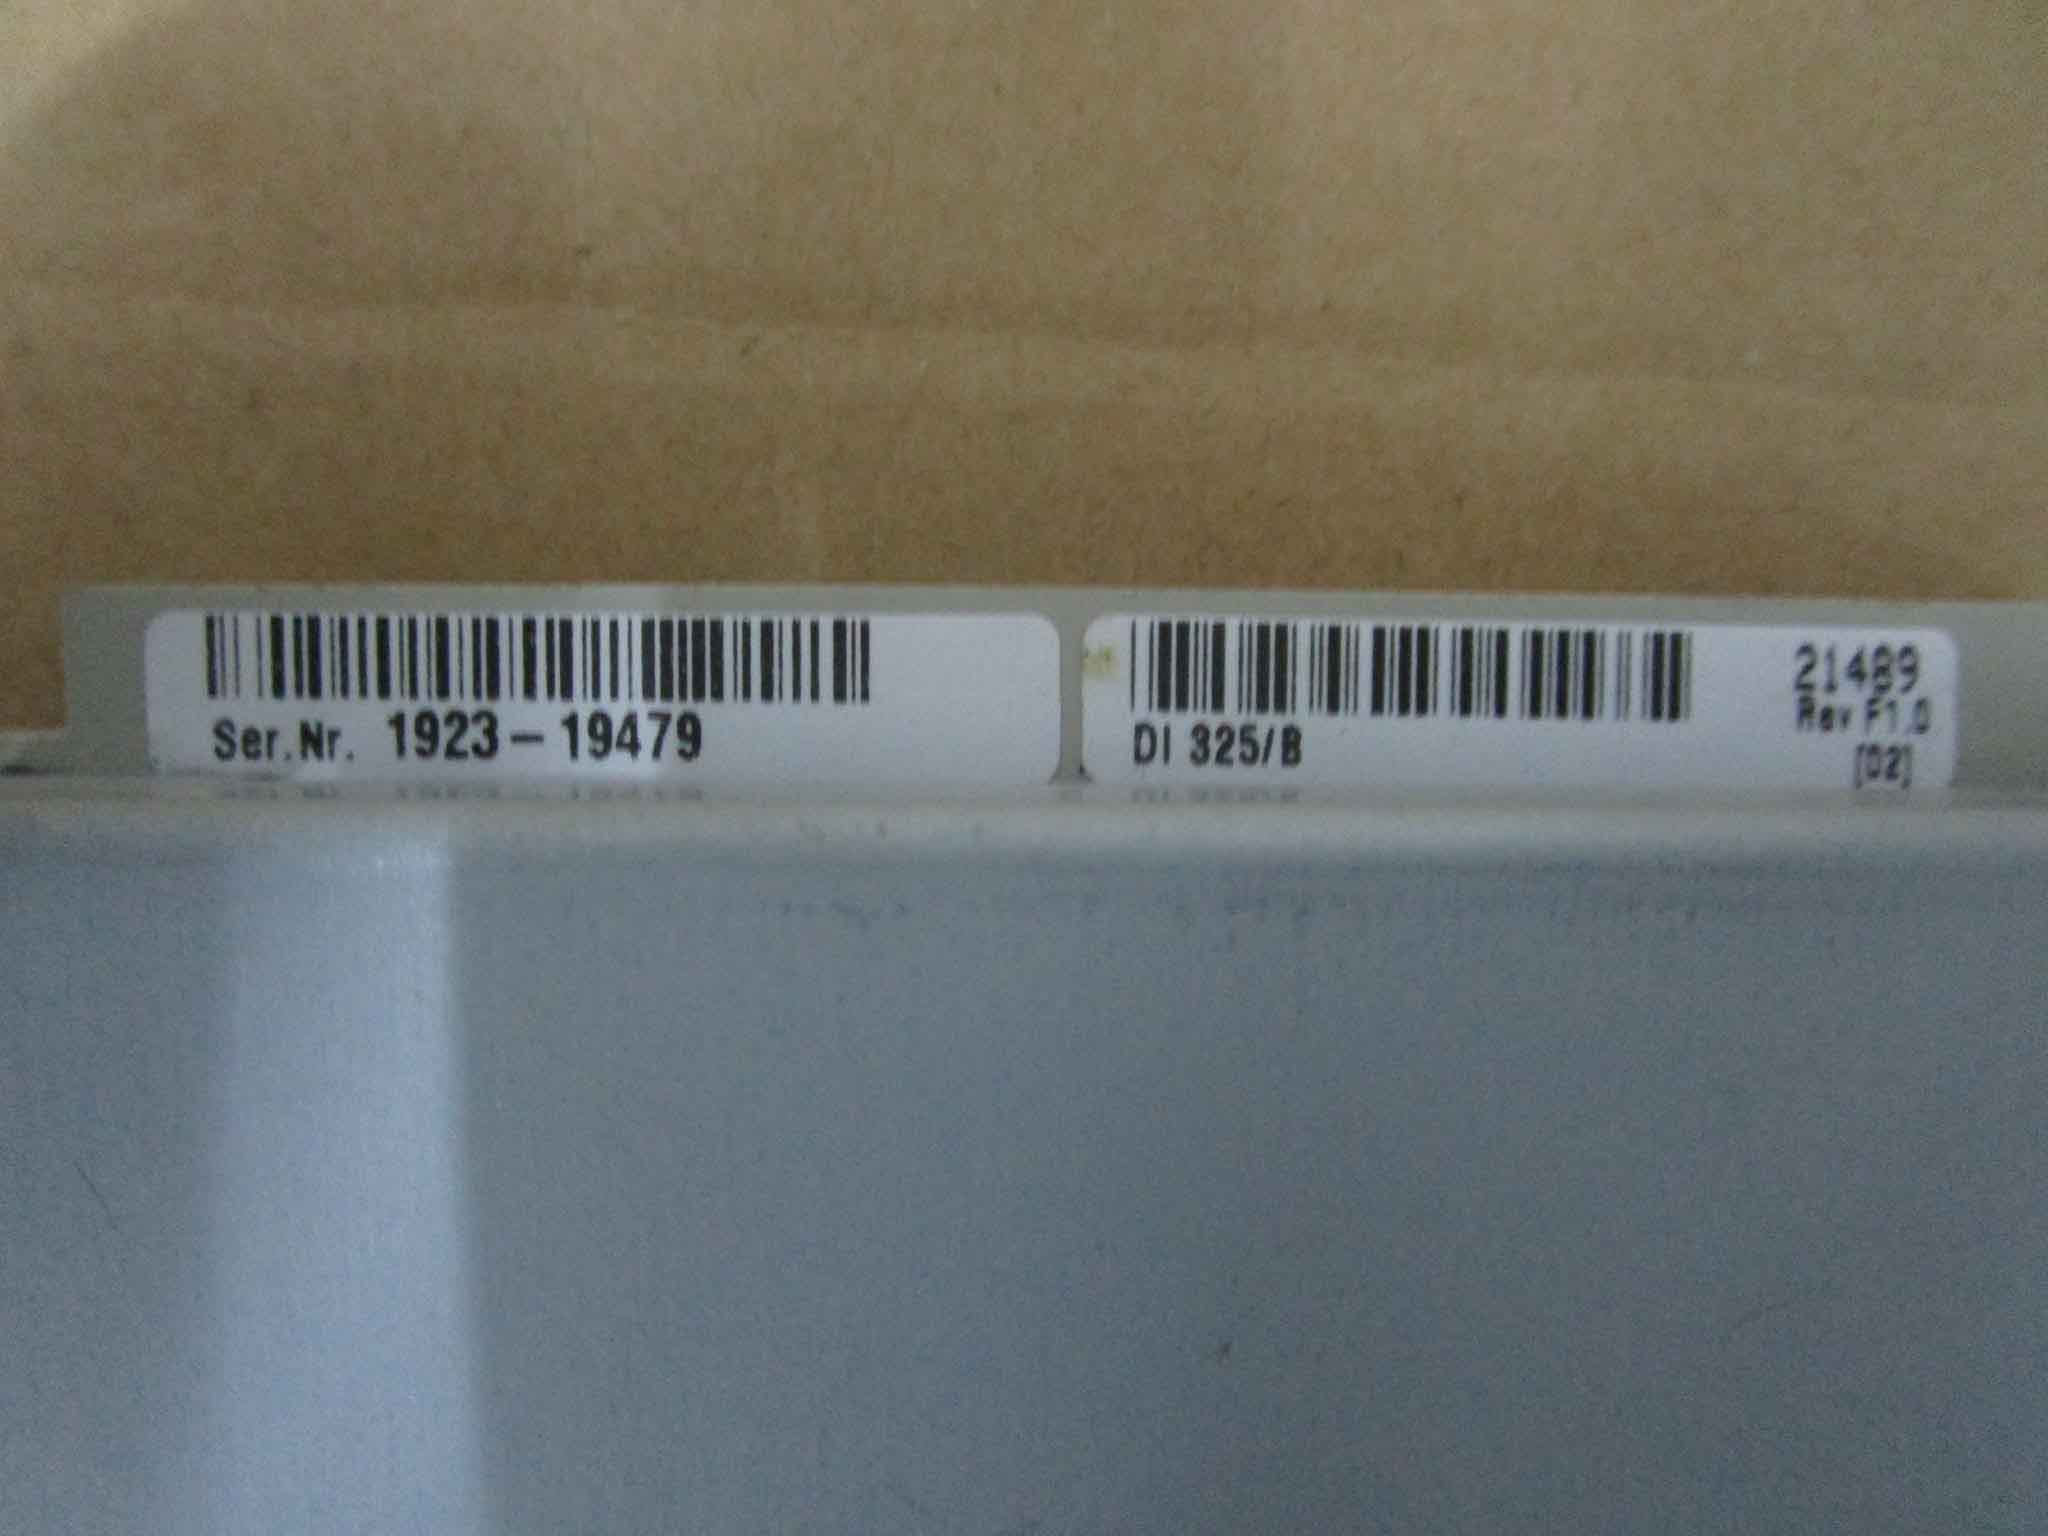 Ser.Nr. 1923-19479
DI 325/B
21489
Rev F1.0
[02]